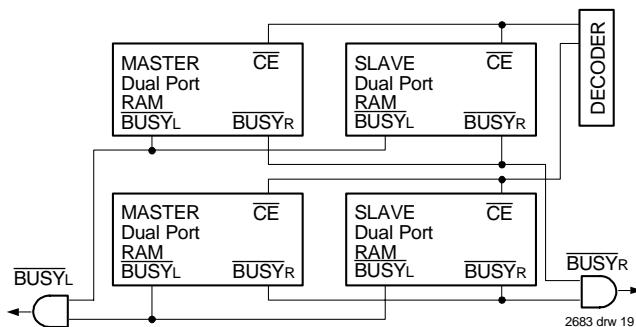 MASTER
Dual Port
RAM
BUSYL
CE
BUSYR
SLAVE
Dual Port
RAM
BUSYL
CE
BUSYR
DECODER
MASTER
Dual Port
RAM
BUSYL
CE
BUSYR
SLAVE
Dual Port
RAM
BUSYL
CE
BUSYR
BUSYL
BUSYR
2683 drw 19